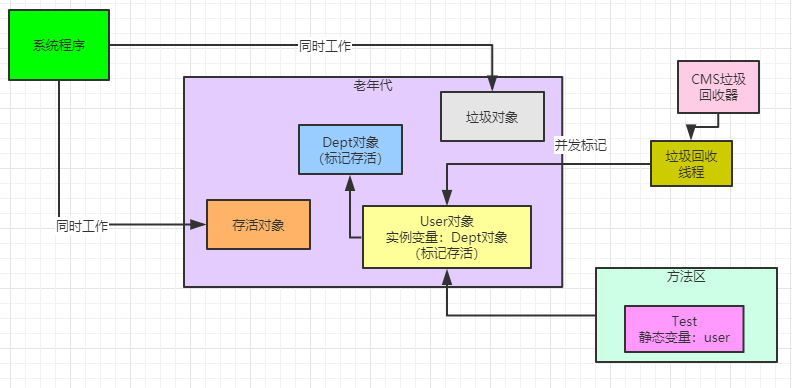 系统程序
同时工作
老年代
垃圾对象
CMS垃圾
回收器
Dept对象
（标记存活）
并发标记
垃圾回收
线程
存活对象
同时工作
User对象
实例变量：Dept对象
（标记存活）
方法区
Test
静态变量：user